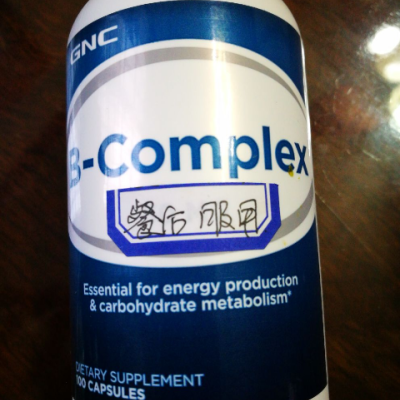 GNC
B-Complex
餐后服用
Essential for energy production
& carbohydrate metabolism*
DIETARY SUPPLEMENT
100 CAPSULES